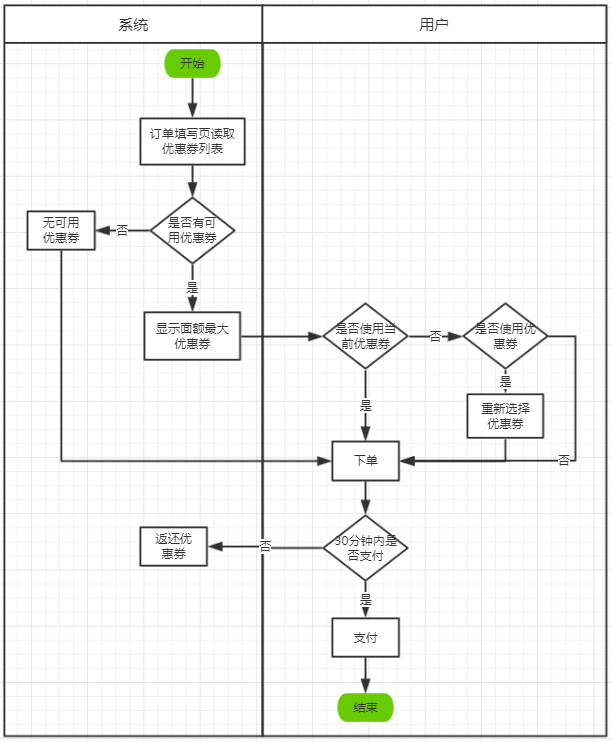 系统
用户
开始
订单填写页读取
优惠券列表
无可用
优惠券
否
是否有可
用优惠券
是
显示面额最大
优惠券
是否使用当
前优惠券
否
是否使用优
惠券
是
是
重新选择
优惠券
下单
否
返还优
惠券
否
30分钟内是
否支付
是
支付
结束